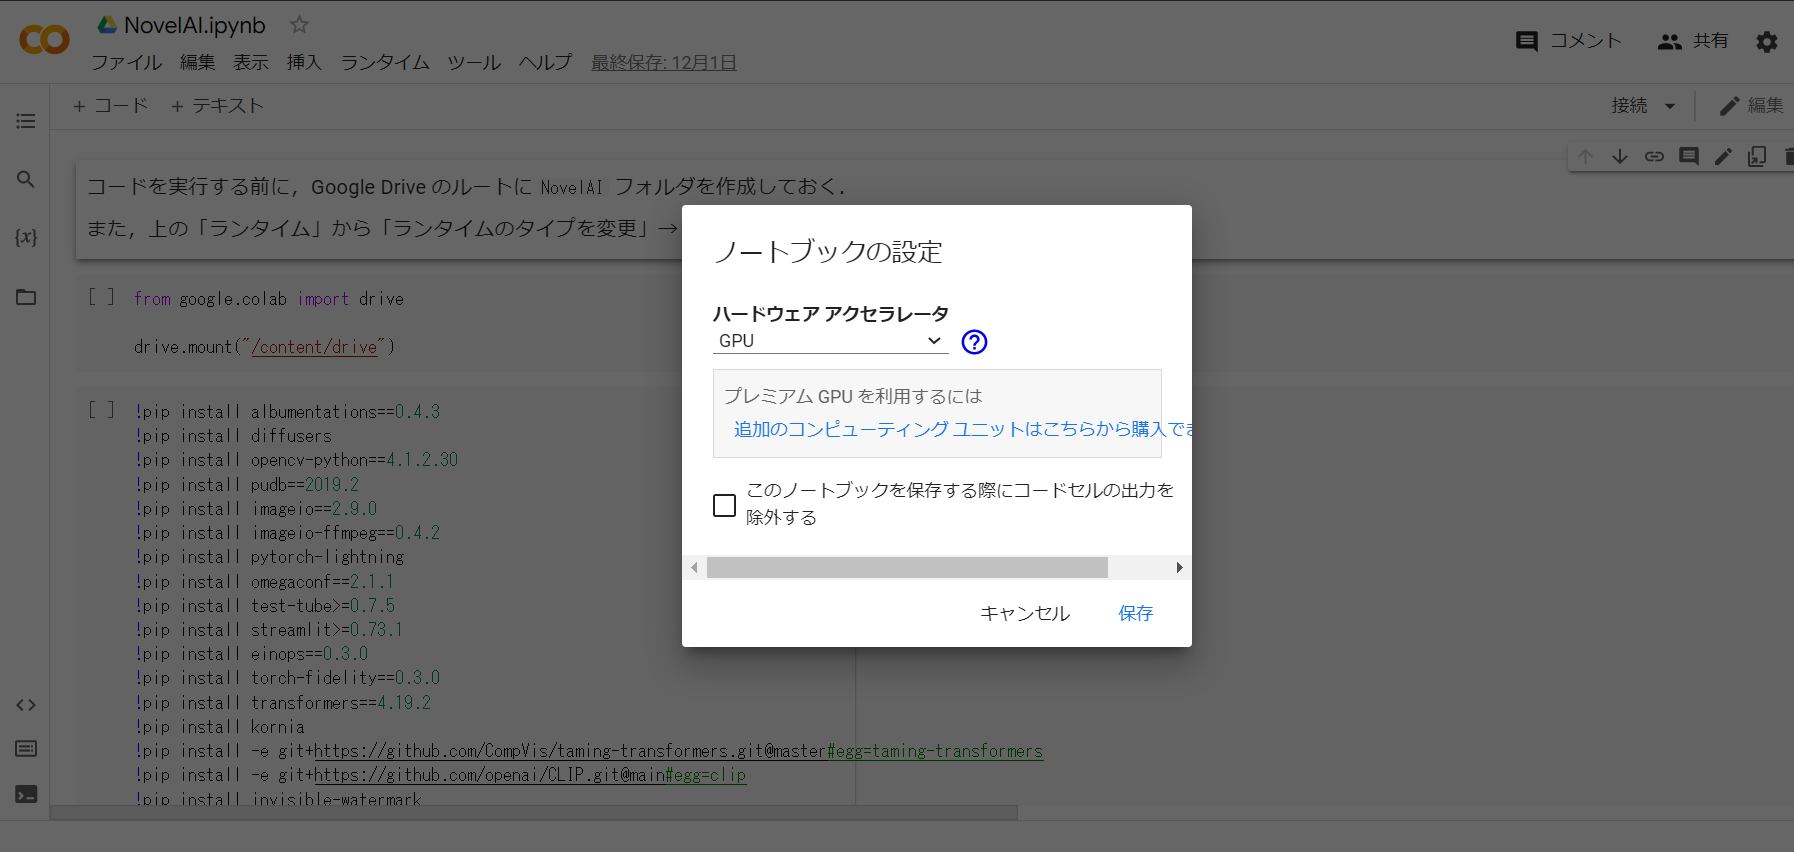 NovelAI.ipynb
コメント
共有
ファイル 編集 表示 挿入 ランタイム ツール ヘルプ 最終保存: 12月1日
+ コード + テキスト
接続
編集
コードを実行する前に，Google Drive のルートに NovelAI フォルダを作成しておく．
また，上の「ランタイム」から「ランタイムのタイプを変更」→
[ ] from google.colab import drive
drive.mount("/content/drive")
[ ] !pip install albumentations==0.4.3
!pip install diffusers
!pip install opencv-python==4.1.2.30
!pip install pudb==2019.2
!pip install imageio==2.9.0
!pip install imageio-ffmpeg==0.4.2
!pip install pytorch-lightning
!pip install omegaconf==2.1.1
!pip install test-tube>=0.7.5
!pip install streamlit>=0.73.1
!pip install einops==0.3.0
!pip install torch-fidelity==0.3.0
!pip install transformers==4.19.2
!pip install kornia
!pip install -e git+https://github.com/CompVis/taming-transformers.git@master#egg=taming-transformers
!pip install -e git+https://github.com/openai/CLIP.git@main#egg=clip
!pip install invisible-watermark
ノートブックの設定
ハードウェア アクセラレータ
GPU
プレミアム GPU を利用するには
追加のコンピューティング ユニットはこちらから購入でき
このノートブックを保存する際にコードセルの出力を
除外する
キャンセル 保存